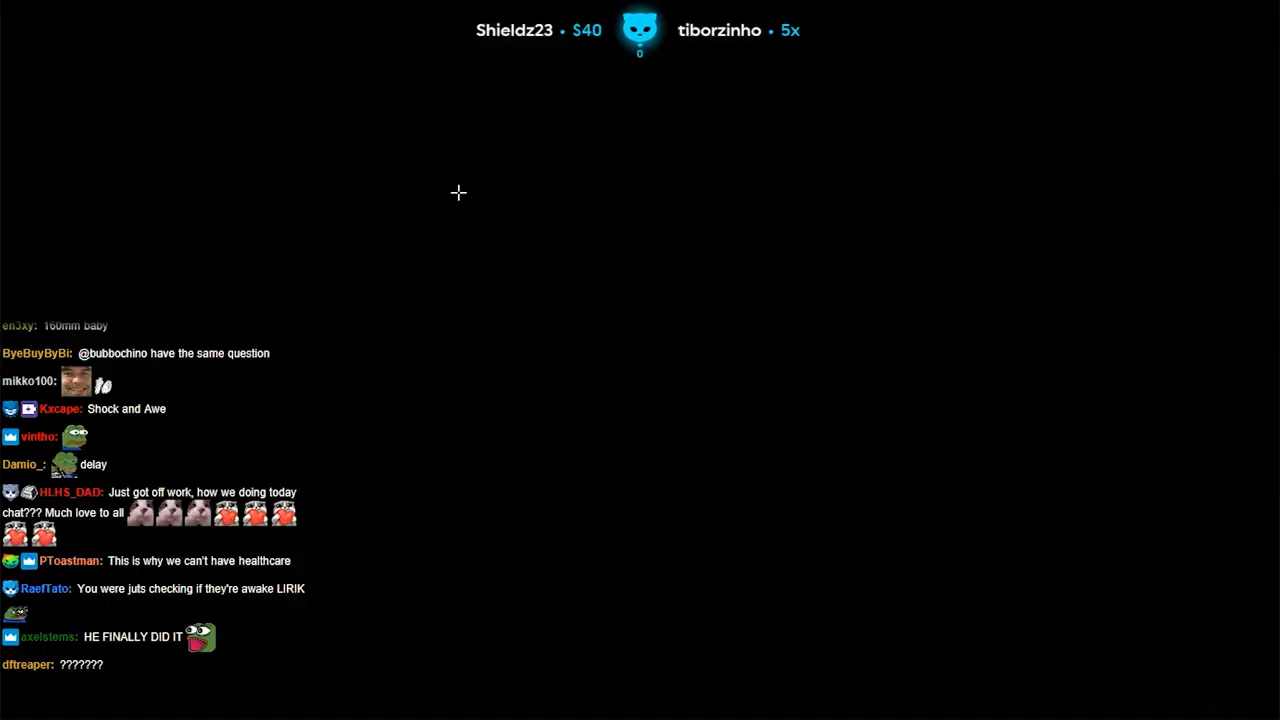 Shieldz23 • $40
0
tiborzinho • 5x
en3xy: 160mm baby
ByeBuyByBi: @bubbochino have the same question
mikko100:
Kxcape: Shock and Awe
vintho:
Damio_: delay
HLHS_DAD: Just got off work, how we doing today
chat??? Much love to all
PToastman: This is why we can't have healthcare
RaefTato: You were juts checking if they're awake LIRIK
axelstems: HE FINALLY DID IT
dftreaper: ???????